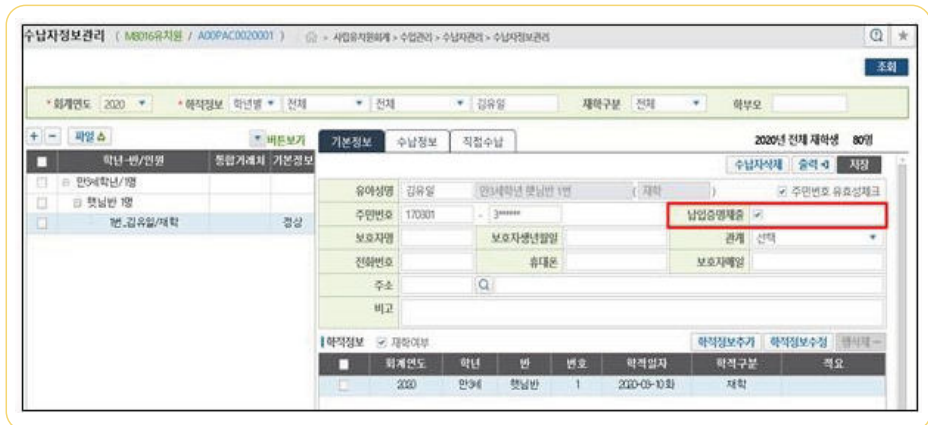 수납자정보관리 ( M8016유치원 / A00PAC0020001 ) > 사립유치원회계 > 수업관리 > 수납자관리 > 수납자정보관리
조회
* 회계연도 2020 * 학적정보 학년별 전체 전체 김유일 재학구분 전체 학부모
+ - 파일 버튼보기 기본정보 수납정보 직접수납 2020년 전체 재학생 80명
학년-반/인원 통합거래처 기본정보
수납자삭제 출력 저장
만3세학년/1명
햇님반 1명
1번_김유일/재학 정상
유아성명 김유일 만3세학년 햇님반 1번 ( 재학 ) 주민번호 유효성체크
주민번호 170301 - 3****** 납입증명제출
보호자명 보호자생년월일 관계 선택
전화번호 휴대폰 보호자메일
주소
비고
학적정보 재학여부 학적정보추가 학적정보수정 행삭제 -
회계연도 학년 반 번호 학적일자 학적구분 적요
2020 만3세 햇님반 1 2020-03-10 화 재학